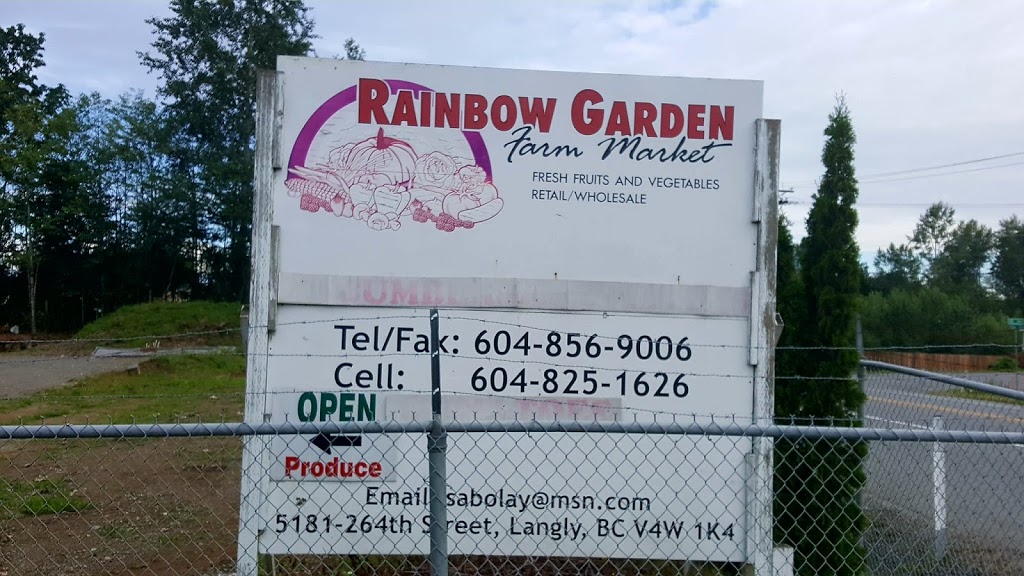 RAINBOW GARDEN
Farm Market
FRESH FRUITS AND VEGETABLES
RETAIL/WHOLESALE
Tel/Fax: 604-856-9006
Cell: 604-825-1626
OPEN
Produce
Email: sabolay@msn.com
5181-264th Street, Langly, BC V4W 1K4